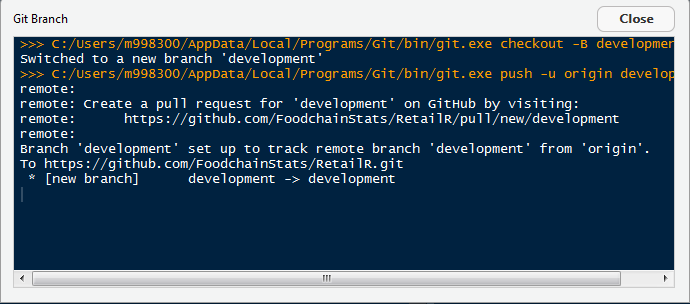 Git Branch
Close
>>> C:/Users/m998300/AppData/Local/Programs/Git/bin/git.exe checkout -B developmen
Switched to a new branch 'development'
>>> C:/Users/m998300/AppData/Local/Programs/Git/bin/git.exe push -u origin develop
remote:
remote: Create a pull request for 'development' on GitHub by visiting:
remote:      https://github.com/FoodchainStats/RetailR/pull/new/development
remote:
Branch 'development' set up to track remote branch 'development' from 'origin'.
To https://github.com/FoodchainStats/RetailR.git
 * [new branch]      development -> development